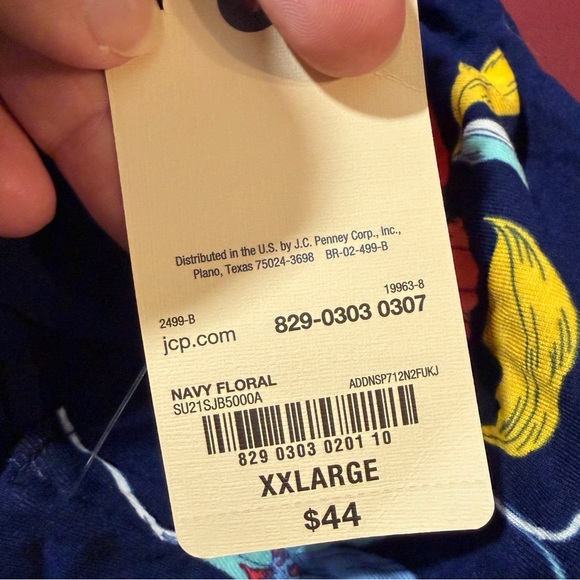 Distributed in the U.S. by J.C. Penney Corp., Inc.,
Plano, Texas 75024-3698 BR-02-499-B
19963-8
2499-B
jcp.com 829-0303 0307
NAVY FLORAL
SU21SJB5000A ADDNSP712N2FUKJ
829 0303 0201 10
XXLARGE
$44